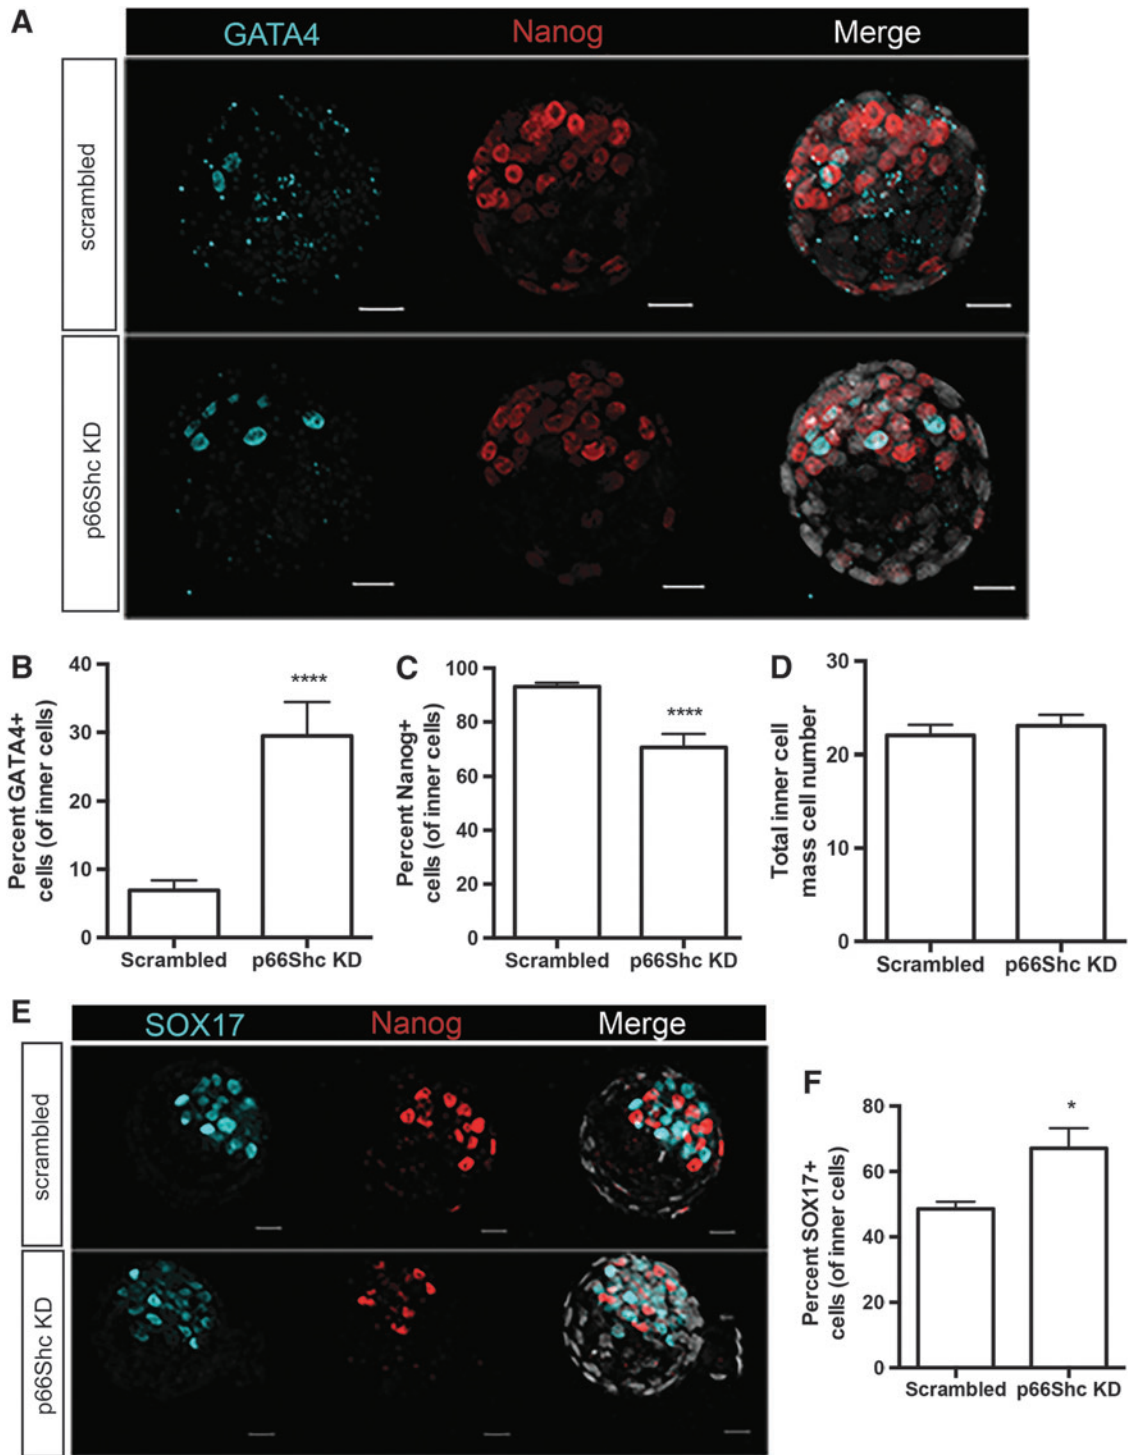 A
GATA4 Nanog Merge
scrambled
p66Shc KD
B
Percent GATA4+
cells (of inner cells)
40
30
20
10
0
****
Scrambled p66Shc KD
C
Percent Nanog+
cells (of inner cells)
100
80
60
40
20
0
****
Scrambled p66Shc KD
D
Total inner cell
mass cell number
30
20
10
0
Scrambled p66Shc KD
E
SOX17 Nanog Merge
scrambled
p66Shc KD
F
Percent SOX17+
cells (of inner cells)
80
60
40
20
0
*
Scrambled p66Shc KD